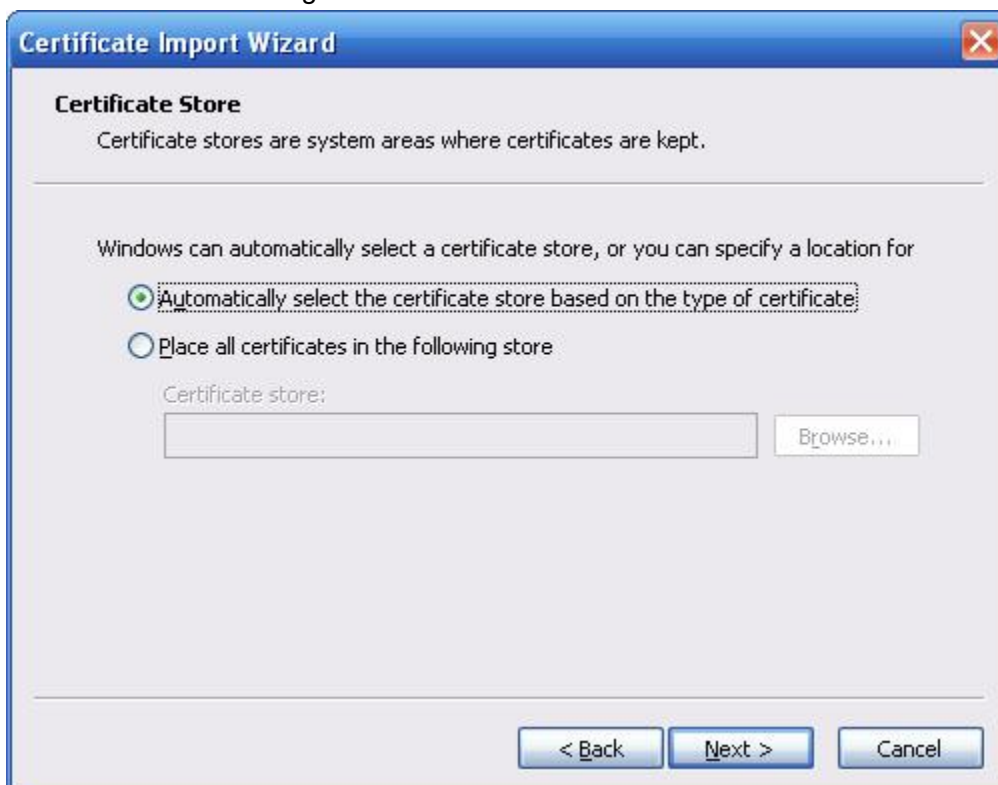 Certificate Import Wizard
Certificate Store
Certificate stores are system areas where certificates are kept.
Windows can automatically select a certificate store, or you can specify a location for
Automatically select the certificate store based on the type of certificate
Place all certificates in the following store
Certificate store:
Browse...
< Back
Next >
Cancel